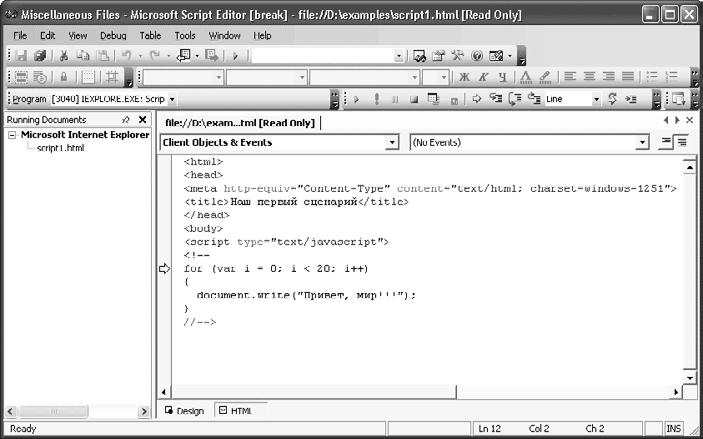 Miscellaneous Files - Microsoft Script Editor [break] - file://D:\examples\script1.html [Read Only]
File Edit View Debug Table Tools Window Help
Ж К Ч
Program [3040] IEXPLORE.EXE: Scrip Line
Running Documents
Microsoft Internet Explorer
script1.html
file://D:\exam...tml [Read Only]
Client Objects & Events (No Events)
<html>
<head>
<meta http-equiv="Content-Type" content="text/html; charset=windows-1251">
<title>Наш первый сценарий</title>
</head>
<body>
<script type="text/javascript">
<!--
for (var i = 0; i < 20; i++)
{
document.write("Привет, мир!!!");
}
//-->
Design HTML
Ready Ln 12 Col 2 Ch 2 INS